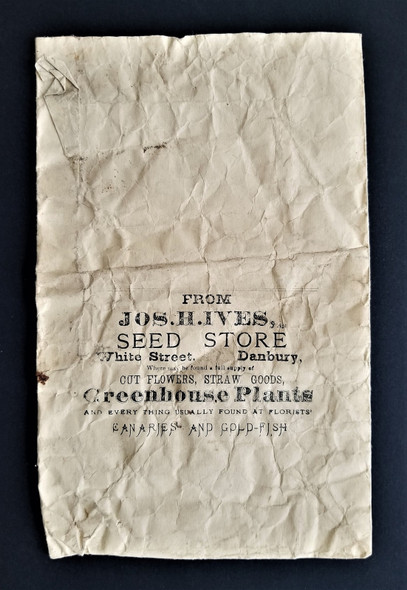 FROM
JOS.H.IVES,
SEED STORE
White Street. Danbury,
Where may be found a full supply of
CUT FLOWERS, STRAW GOODS,
Greenhouse Plants
AND EVERY THING USUALLY FOUND AT FLORISTS'
CANARIES AND GOLD-FISH